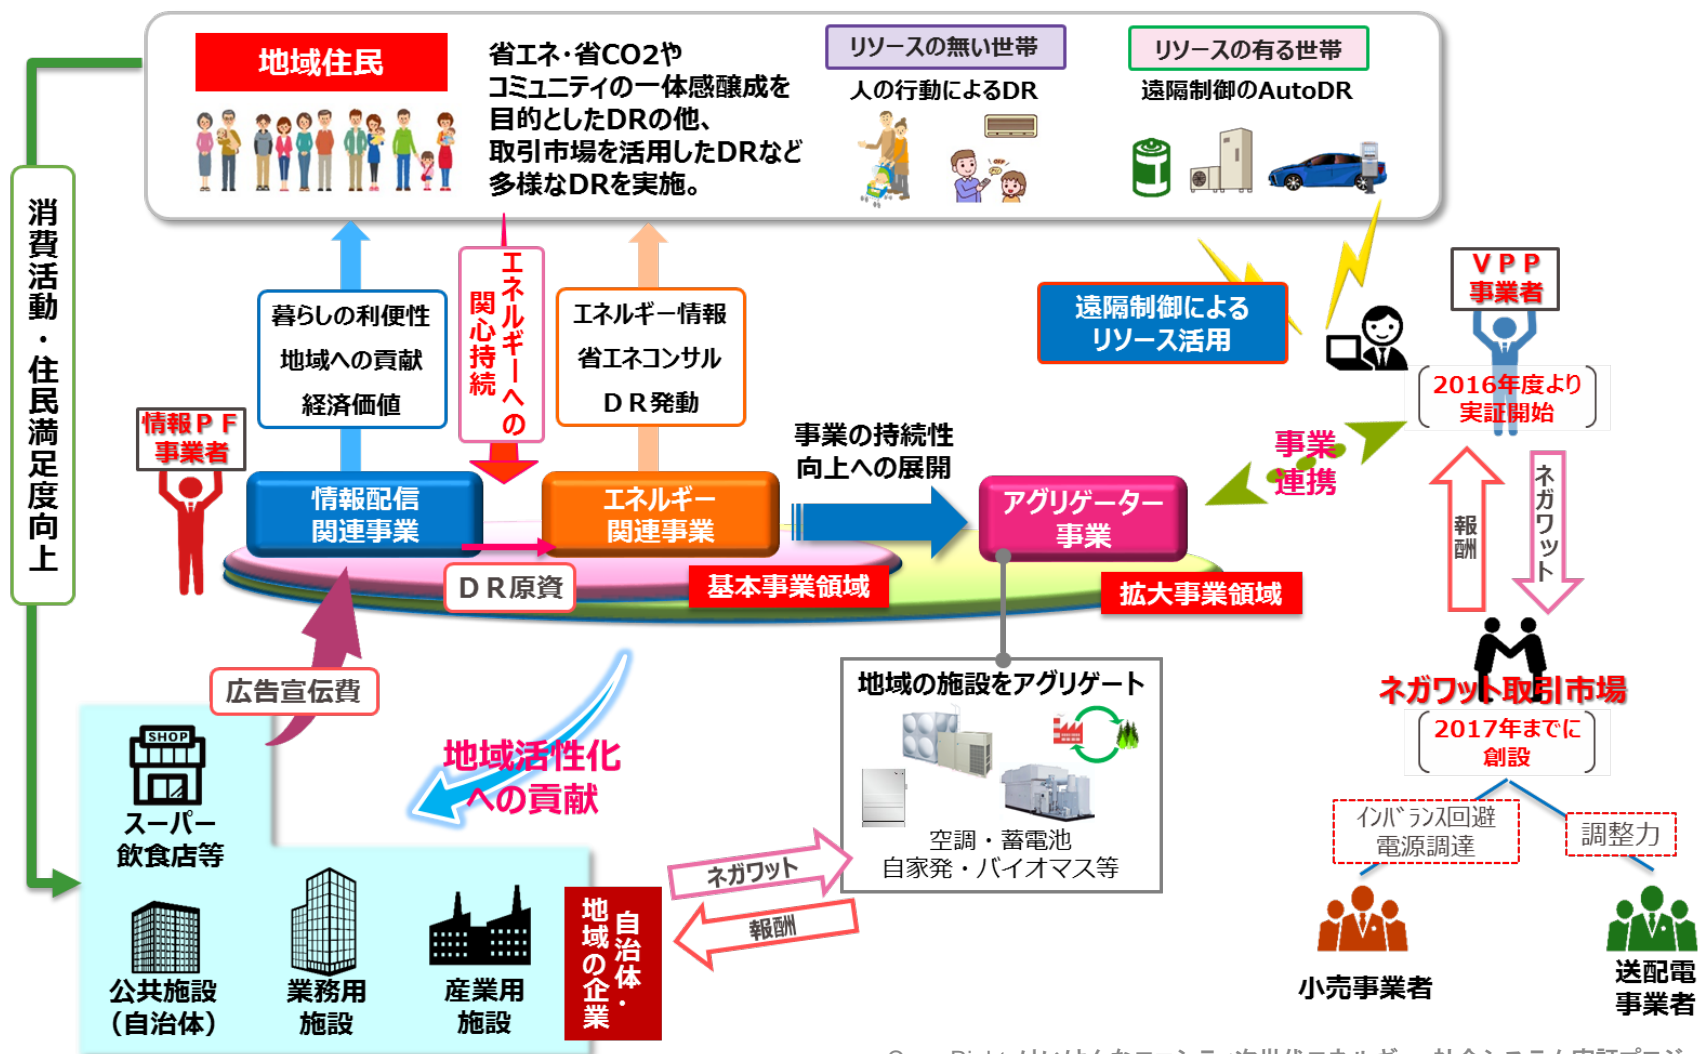 地域住民
省エネ・省CO2や
コミュニティの一体感醸成を
目的としたDRの他、
取引市場を活用したDRなど
多様なDRを実施。
リソースの無い世帯
人の行動によるDR
リソースの有る世帯
遠隔制御のAutoDR
消費活動・住民満足度向上
暮らしの利便性
地域への貢献
経済価値
エネルギーへの
関心持続
エネルギー情報
省エネコンサル
DR発動
遠隔制御による
リソース活用
VPP
事業者
2016年度より
実証開始
情報PF
事業者
情報配信
関連事業
エネルギー
関連事業
事業の持続性
向上への展開
アグリゲーター
事業
事業
連携
DR原資
基本事業領域
拡大事業領域
報酬
ネガワット
広告宣伝費
地域活性化
への貢献
地域の施設をアグリゲート
空調・蓄電池
自家発・バイオマス等
ネガワット取引市場
2017年までに
創設
インバランス回避
電源調達
調整力
小売事業者
送配電
事業者
SHOP
スーパー
飲食店等
公共施設
(自治体)
業務用
施設
産業用
施設
自治体・
地域の企業
ネガワット
報酬